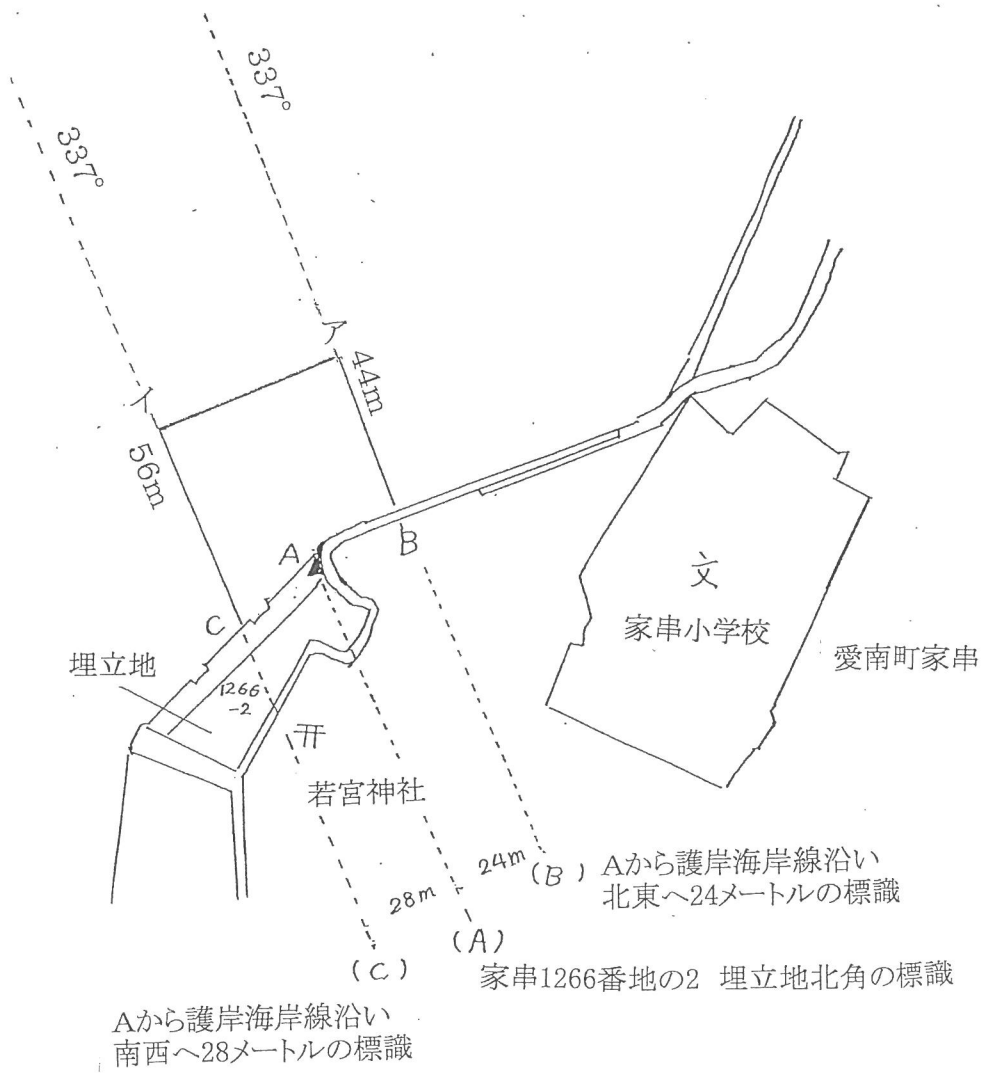 337°
337°
ア
44m
イ
56m
A
B
C
文
家串小学校
愛南町家串
埋立地
1266
-2
若宮神社
24m
(B)
Aから護岸海岸線沿い
北東へ24メートルの標識
28m
(A)
(C)
家串1266番地の2 埋立地北角の標識
Aから護岸海岸線沿い
南西へ28メートルの標識